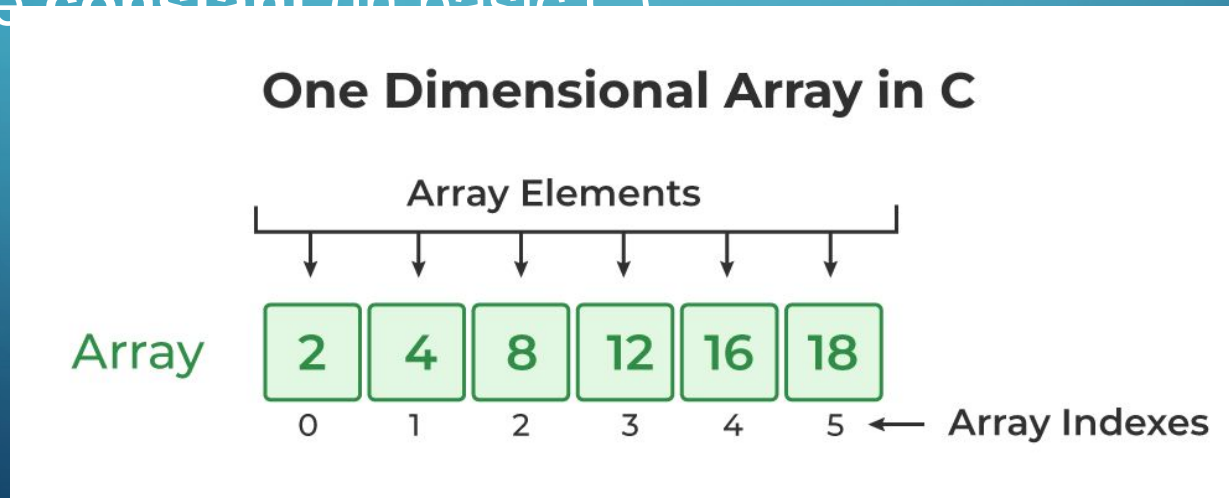 One Dimensional Array in C
Array Elements
Array 2 4 8 12 16 18
0 1 2 3 4 5 ← Array Indexes